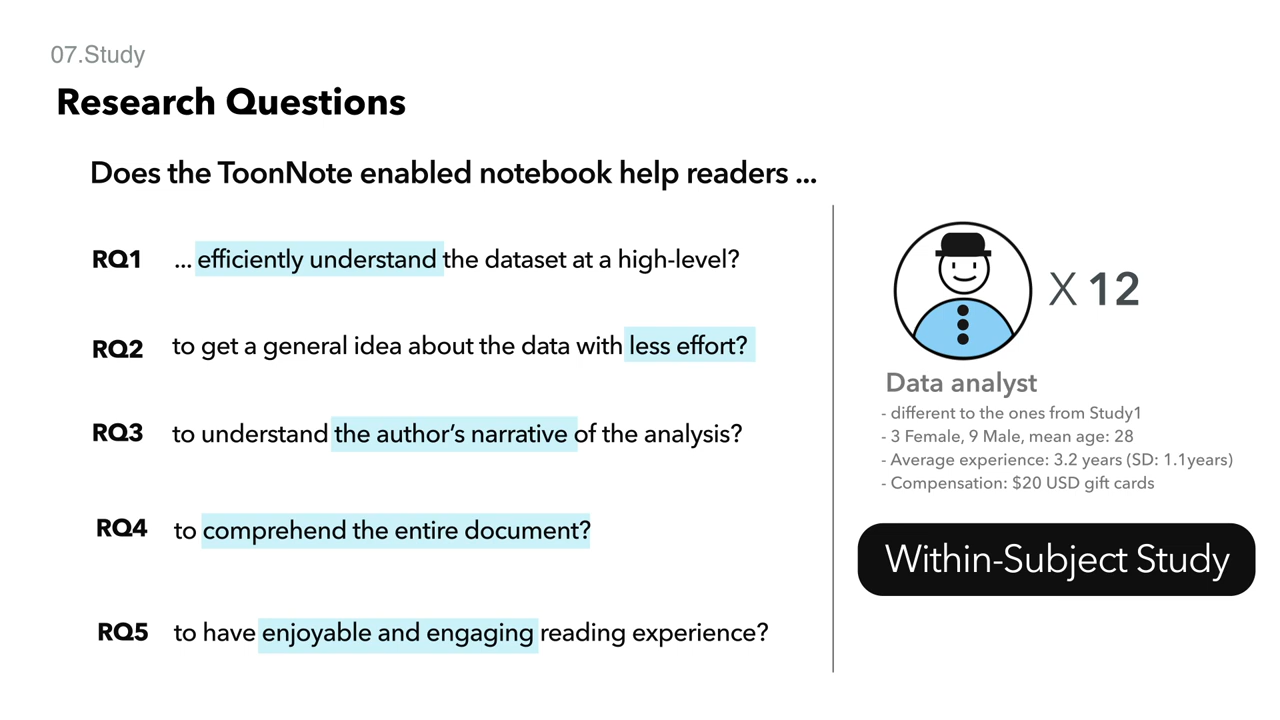 07.Study
Research Questions
Does the ToonNote enabled notebook help readers ...
RQ1 ... efficiently understand the dataset at a high-level?
RQ2 to get a general idea about the data with less effort?
RQ3 to understand the author's narrative of the analysis?
RQ4 to comprehend the entire document?
RQ5 to have enjoyable and engaging reading experience?
X 12
Data analyst
- different to the ones from Study1
- 3 Female, 9 Male, mean age: 28
- Average experience: 3.2 years (SD: 1.1years)
- Compensation: $20 USD gift cards
Within-Subject Study